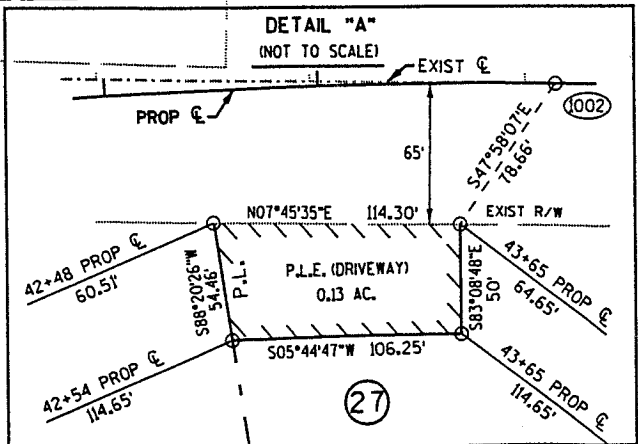 DETAIL "A"
(NOT TO SCALE)
EXIST ℄
PROP ℄
1002
S47°58'07"E
78.66'
65'
N07°45'35"E 114.30'
EXIST R/W
42+48 PROP ℄
60.51'
S88°20'26"W
54.46'
P.L.
P.L.E. (DRIVEWAY)
0.13 AC.
S83°08'48"E
50'
43+65 PROP ℄
64.65'
S05°44'47"W 106.25'
42+54 PROP ℄
114.65'
43+65 PROP ℄
114.65'
27